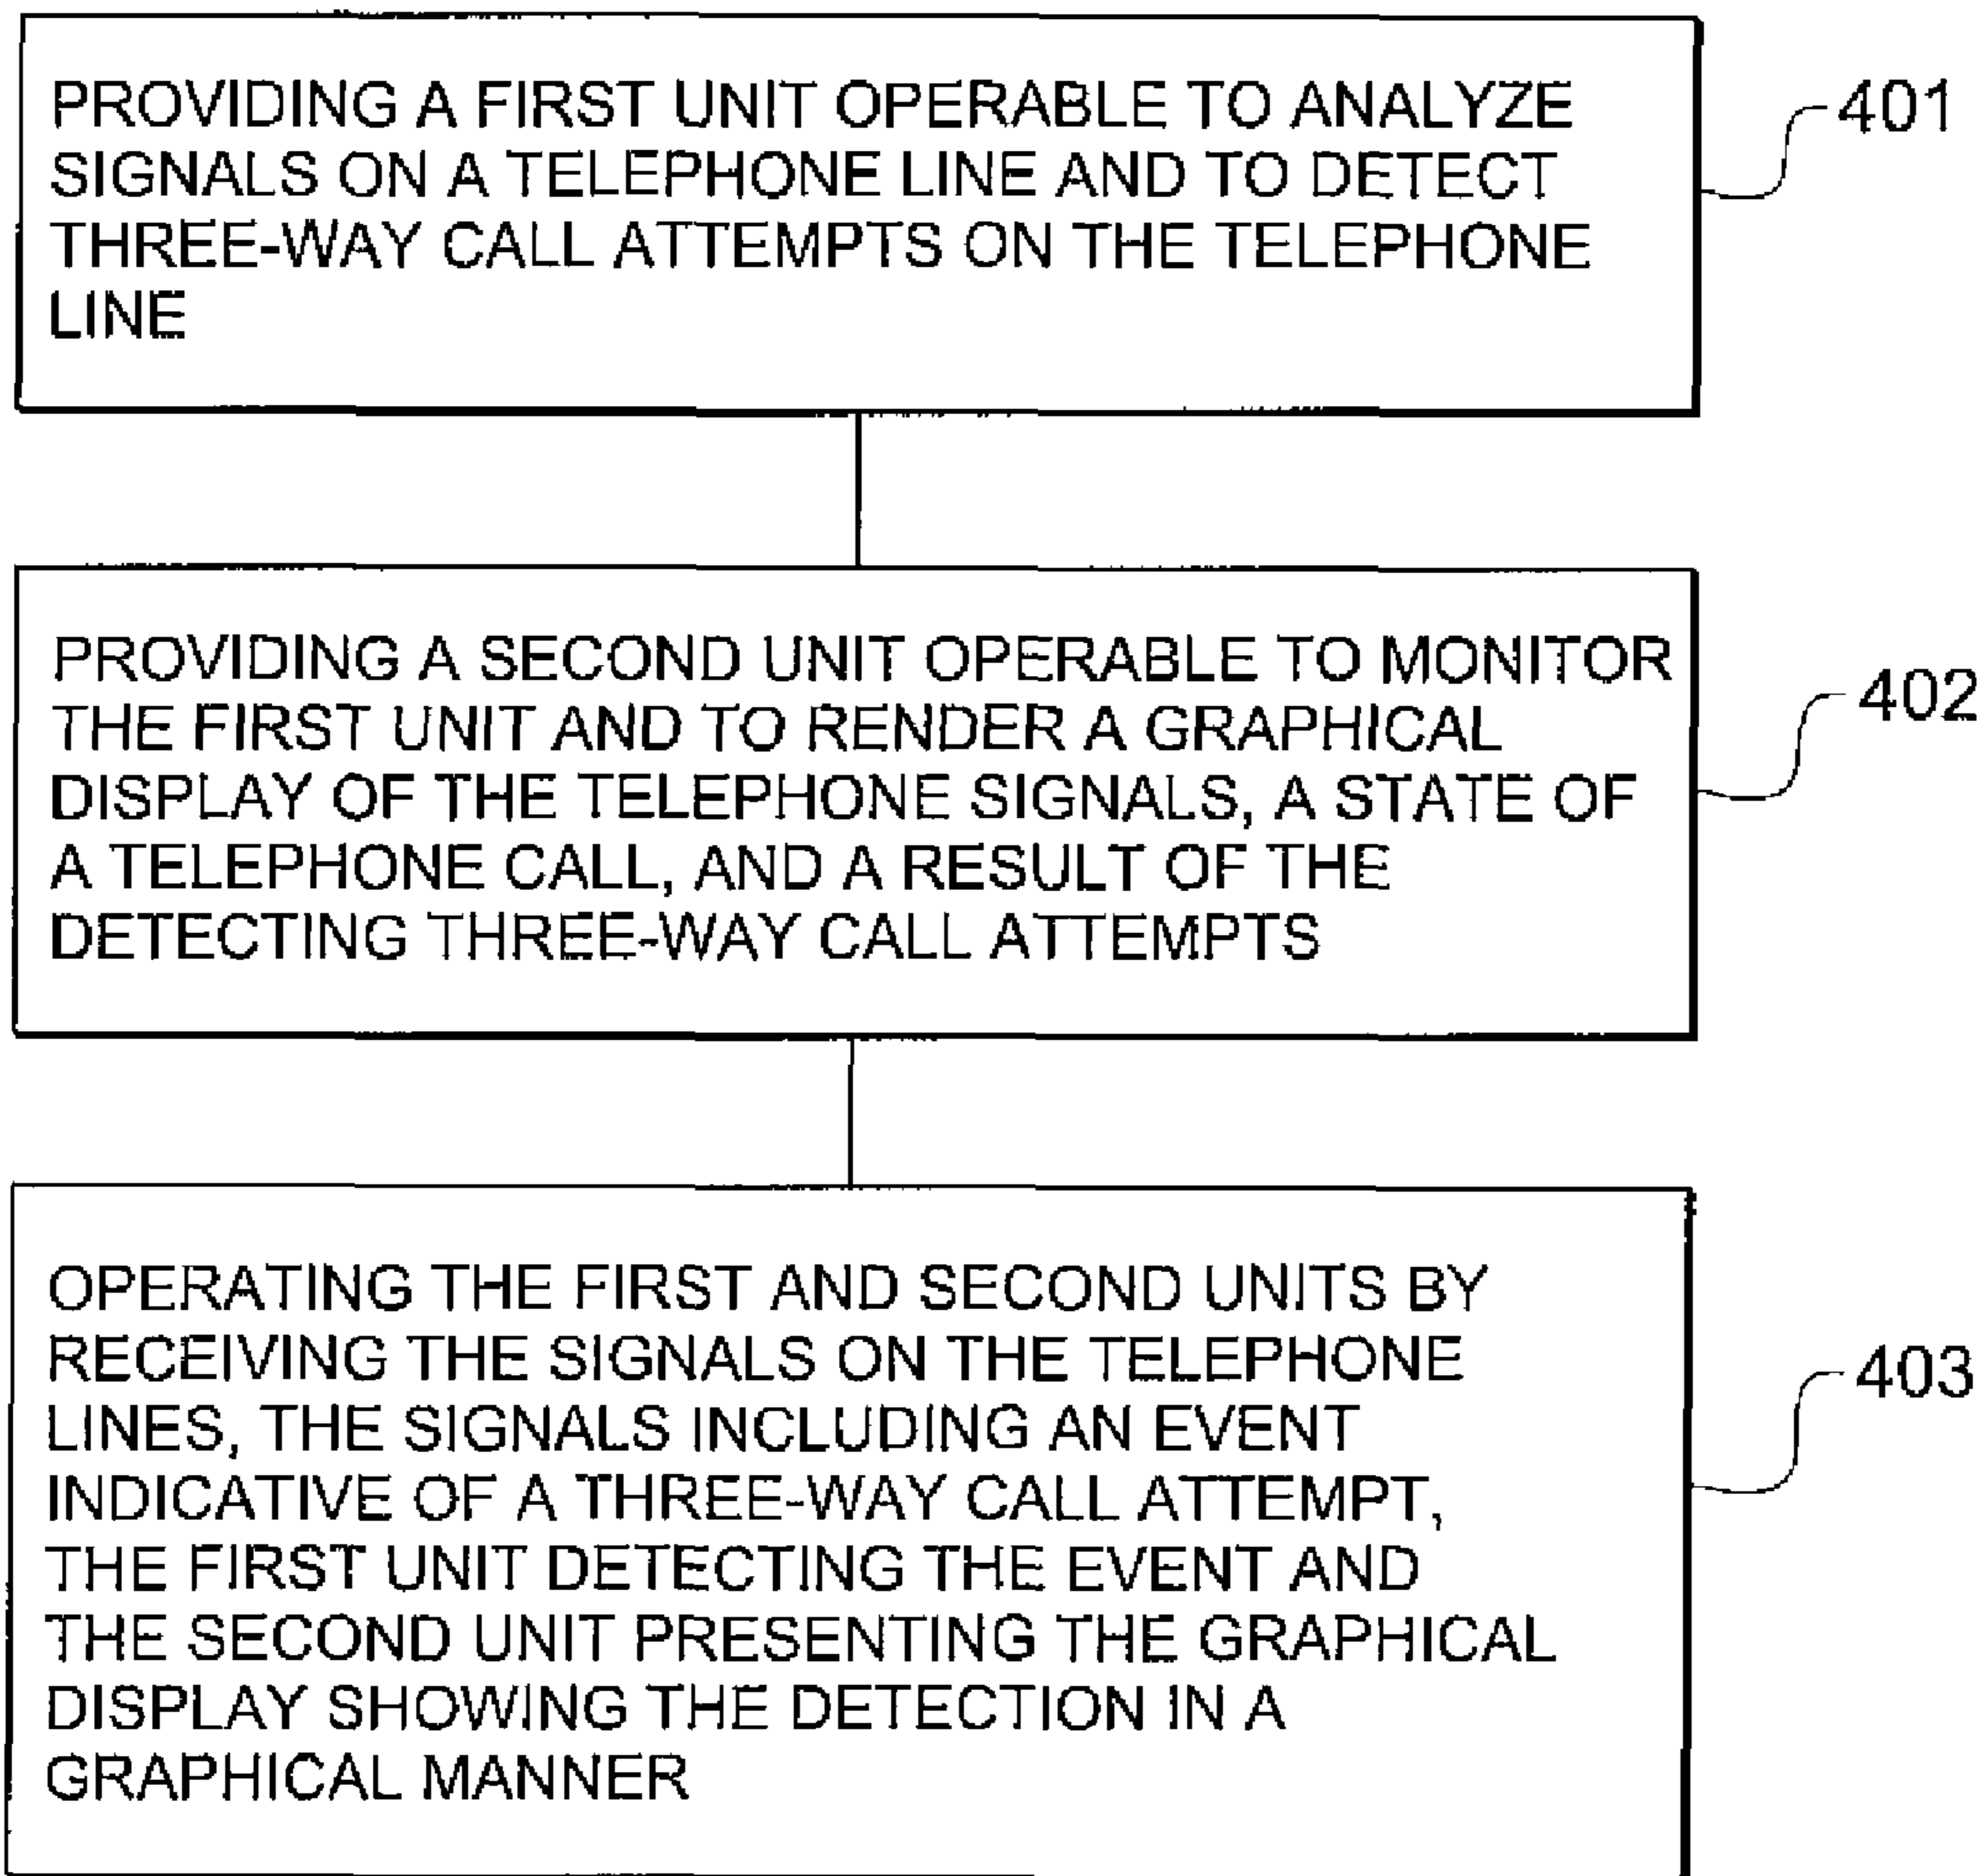 PROVIDING A FIRST UNIT OPERABLE TO ANALYZE
SIGNALS ON A TELEPHONE LINE AND TO DETECT
THREE-WAY CALL ATTEMPTS ON THE TELEPHONE
LINE
401
PROVIDING A SECOND UNIT OPERABLE TO MONITOR
THE FIRST UNIT AND TO RENDER A GRAPHICAL
DISPLAY OF THE TELEPHONE SIGNALS, A STATE OF
A TELEPHONE CALL, AND A RESULT OF THE
DETECTING THREE-WAY CALL ATTEMPTS
402
OPERATING THE FIRST AND SECOND UNITS BY
RECEIVING THE SIGNALS ON THE TELEPHONE
LINES, THE SIGNALS INCLUDING AN EVENT
INDICATIVE OF A THREE-WAY CALL ATTEMPT,
THE FIRST UNIT DETECTING THE EVENT AND
THE SECOND UNIT PRESENTING THE GRAPHICAL
DISPLAY SHOWING THE DETECTION IN A
GRAPHICAL MANNER
403